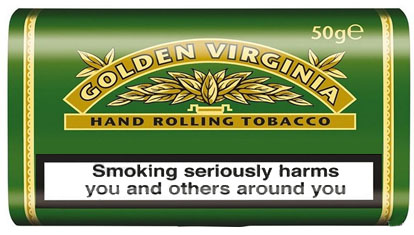 50g℮
GOLDEN VIRGINIA
HAND ROLLING TOBACCO
Smoking seriously harms
you and others around you